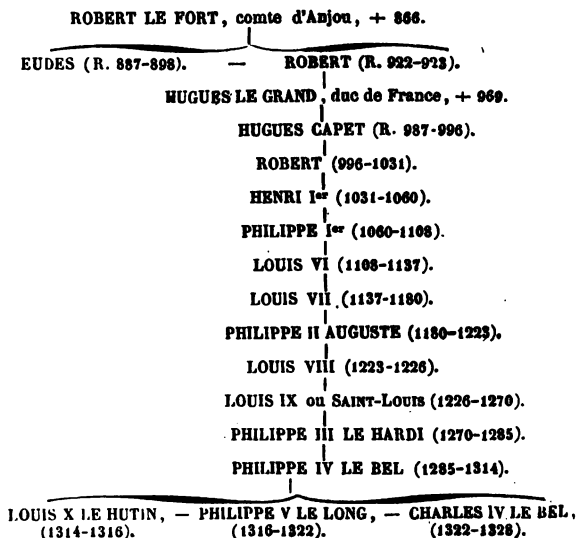 ROBERT LE FORT, comte d'Anjou, + 866.
EUDES (R. 887-898). — ROBERT (R. 922-923).
HUGUES LE GRAND, duc de France, + 969.
HUGUES CAPET (R. 987-996).
ROBERT (996-1031).
HENRI Ier (1031-1060).
PHILIPPE Ier (1060-1108).
LOUIS VI (1108-1137).
LOUIS VII (1137-1180).
PHILIPPE II AUGUSTE (1180-1223).
LOUIS VIII (1223-1226).
LOUIS IX ou SAINT-LOUIS (1226-1270).
PHILIPPE III LE HARDI (1270-1285).
PHILIPPE IV LE BEL (1285-1314).
LOUIS X LE HUTIN, — PHILIPPE V LE LONG, — CHARLES IV LE BEL,
(1314-1316). (1316-1322). (1322-1328).